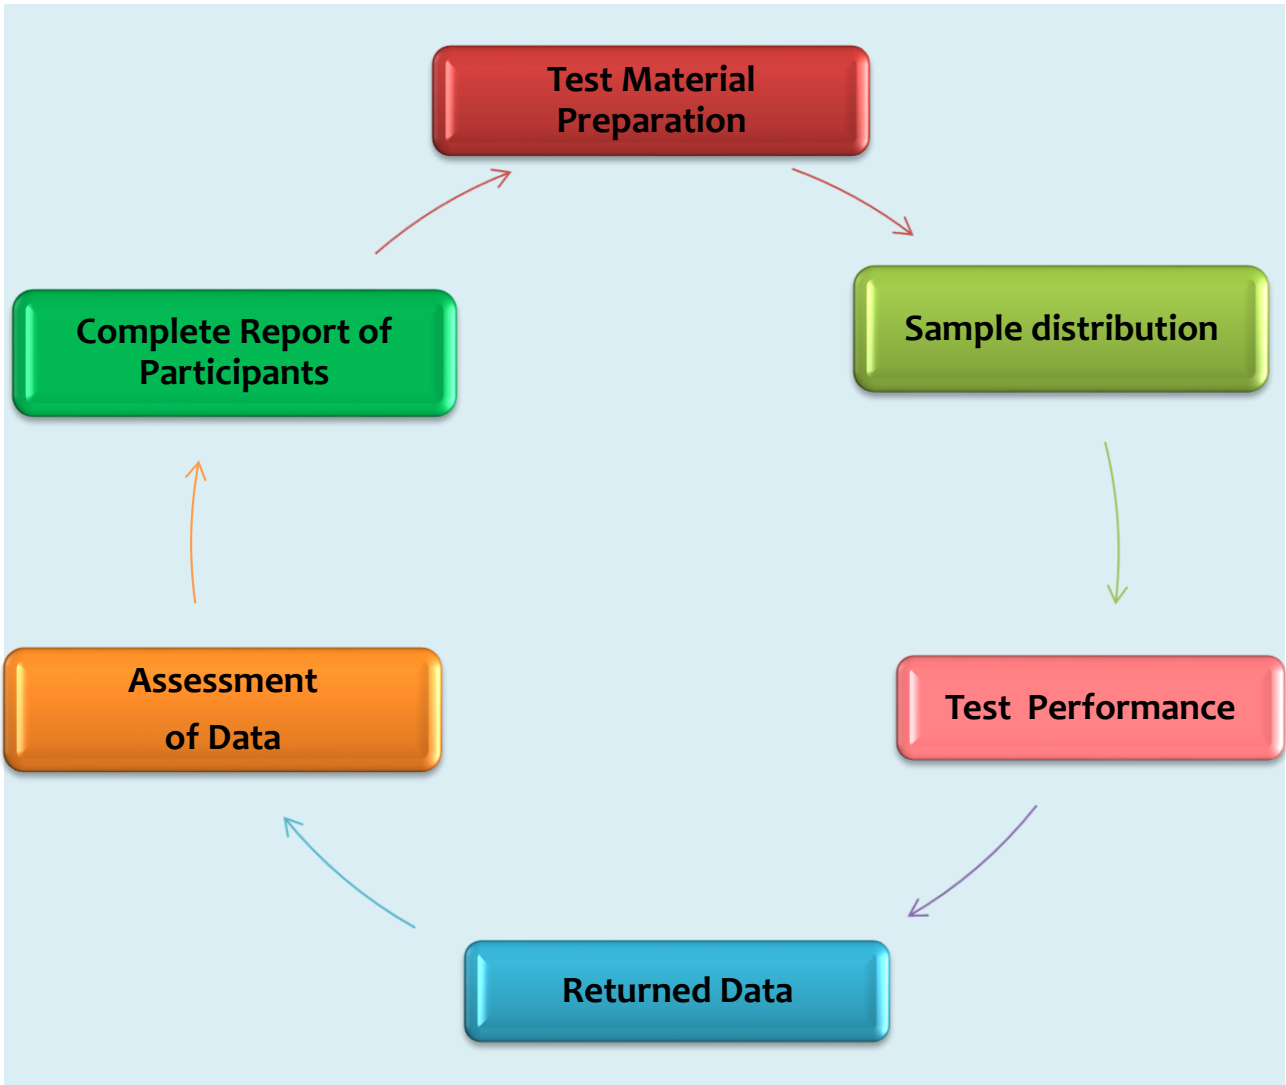 Test Material
Preparation
Sample distribution
Test  Performance
Returned Data
Assessment
of Data
Complete Report of
Participants